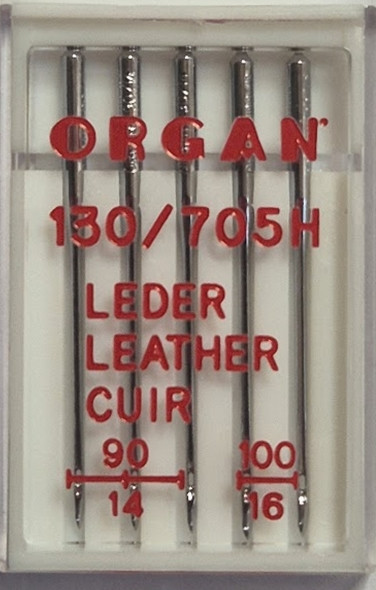 ORGAN
130/705H
LEDER
LEATHER
CUIR
90 100
14 16